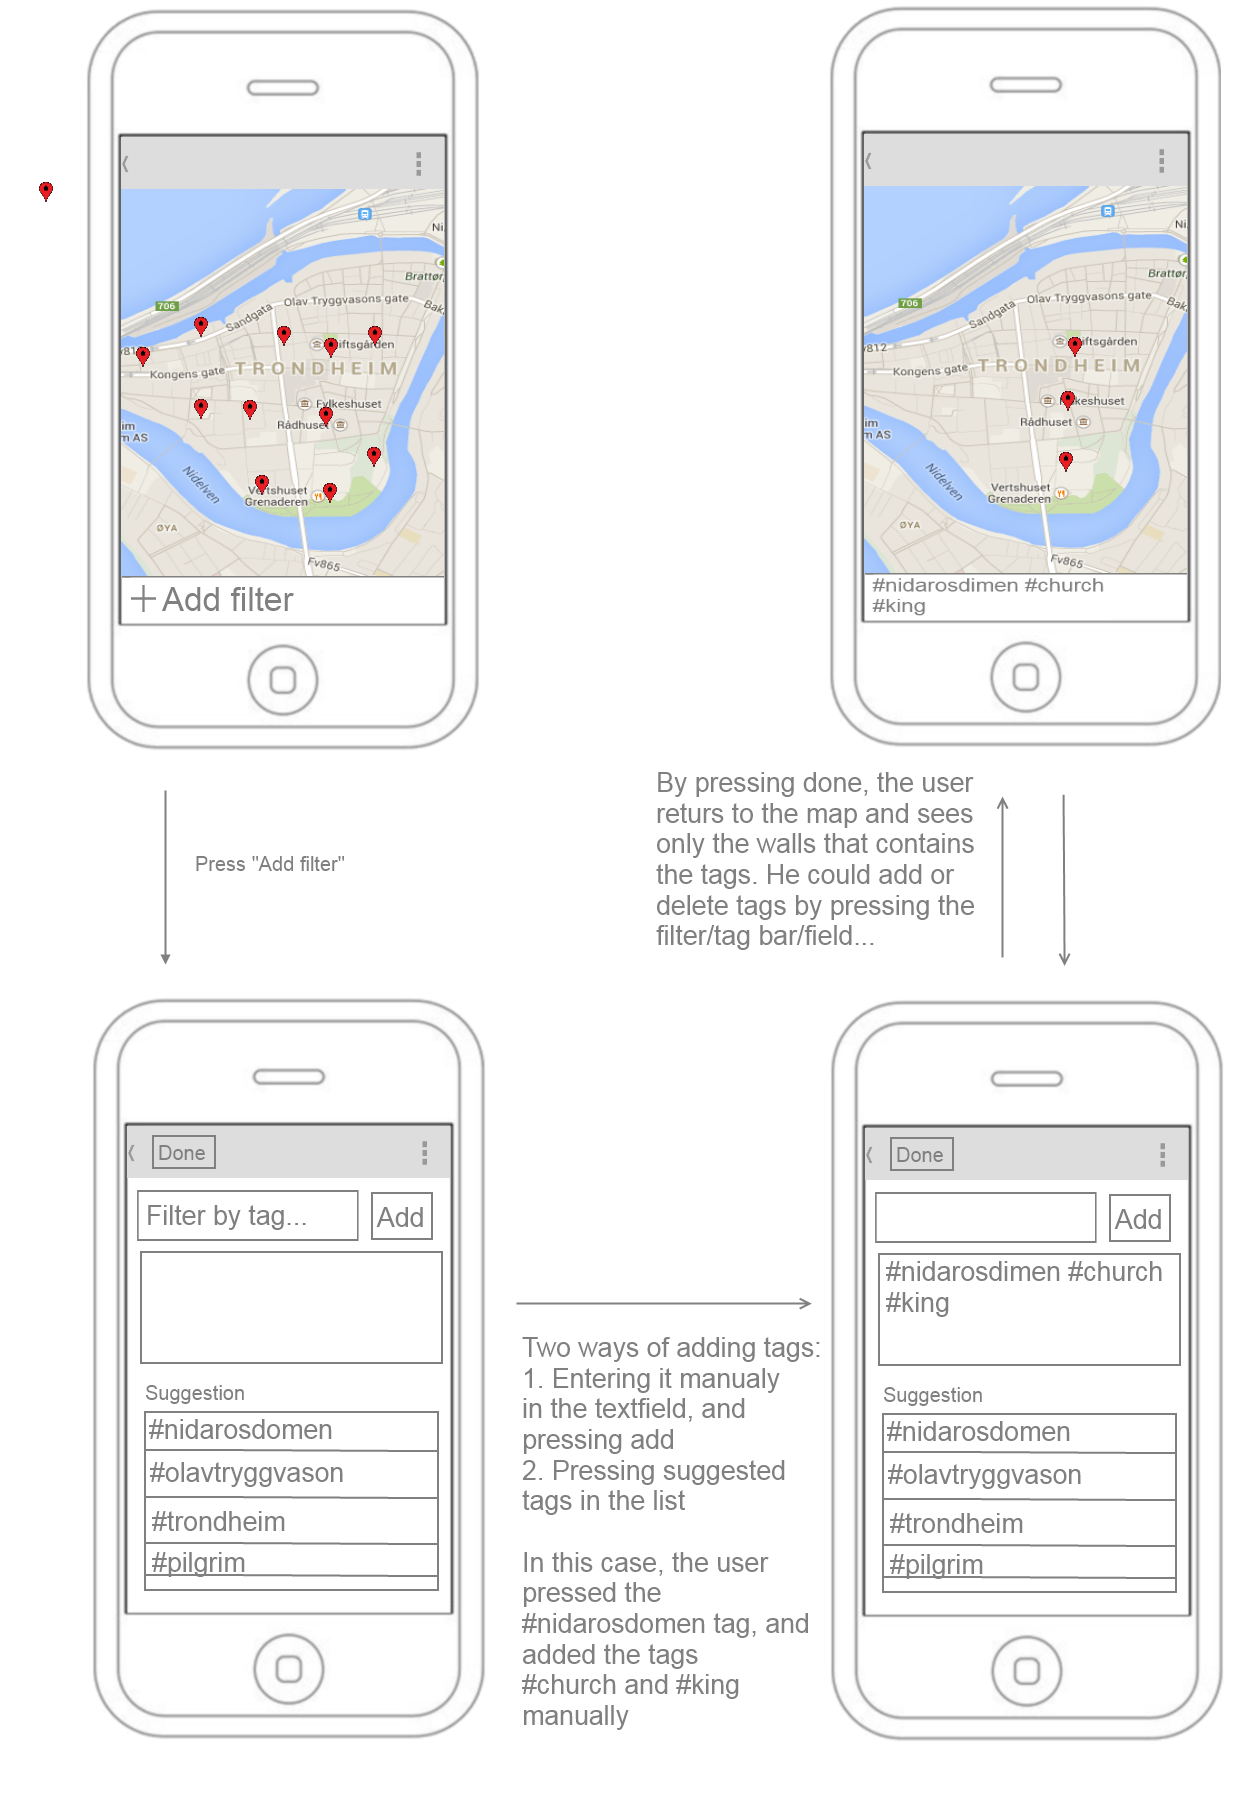 Ni
Brattør
706
Olav Tryggvasons gate
Sandgata
Bak
812
Stiftsgården
Kongens gate
TRONDHEIM
Fylkeshuset
im
Rådhuset
m AS
Nidelven
Vertshuset
Grenaderen
ØYA
Fv865
Add filter
Ni
Brattør
706
Olav Tryggvasons gate
Sandgata
Bak
v812
iftsgården
Kongens gate
TRONDHEIM
keshuset
im
Rådhuset
m AS
Nidelven
Vertshuset
Grenaderen
ØYA
Fv865
#nidarosdimen #church
#king
Press "Add filter"
By pressing done, the user
returs to the map and sees
only the walls that contains
the tags. He could add or
delete tags by pressing the
filter/tag bar/field...
Done
Filter by tag...
Add
Suggestion
#nidarosdomen
#olavtryggvason
#trondheim
#pilgrim
Two ways of adding tags:
1. Entering it manualy
in the textfield, and
pressing add
2. Pressing suggested
tags in the list
In this case, the user
pressed the
#nidarosdomen tag, and
added the tags
#church and #king
manually
Done
Add
#nidarosdimen #church
#king
Suggestion
#nidarosdomen
#olavtryggvason
#trondheim
#pilgrim